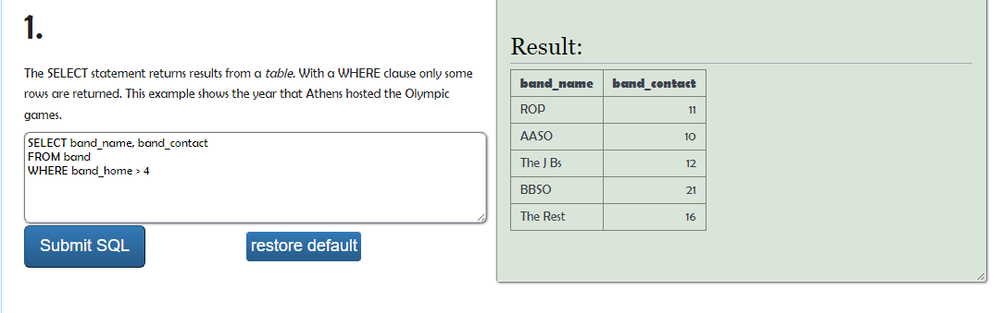 1.
The SELECT statement returns results from a table. With a WHERE clause only some
rows are returned. This example shows the year that Athens hosted the Olympic
games.
SELECT band_name, band_contact
FROM band
WHERE band_home > 4
Submit SQL
restore default
Result:
band_name band_contact
ROP 11
AASO 10
The J Bs 12
BBSO 21
The Rest 16